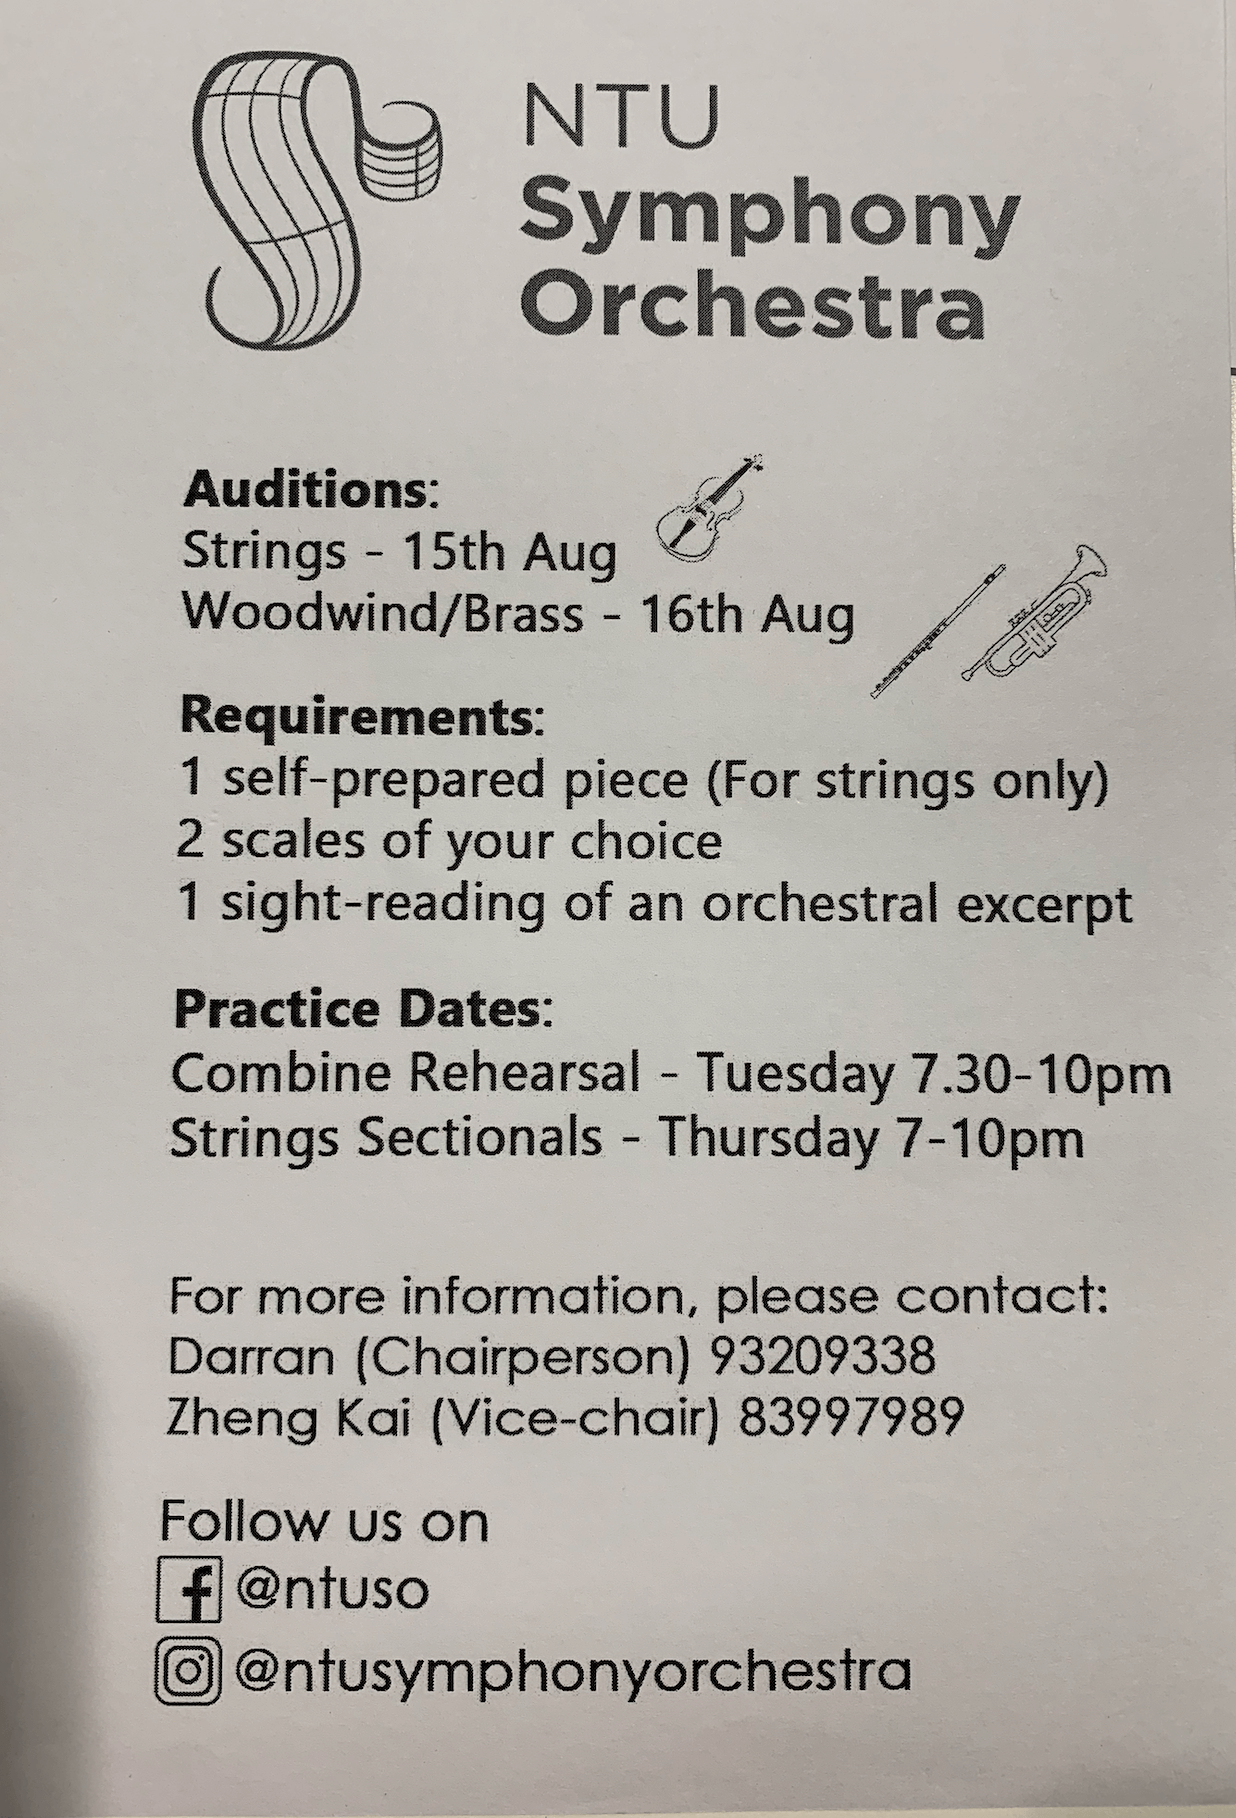 NTU
Symphony
Orchestra
Auditions:
Strings - 15th Aug
Woodwind/Brass - 16th Aug
Requirements:
1 self-prepared piece (For strings only)
2 scales of your choice
1 sight-reading of an orchestral excerpt
Practice Dates:
Combine Rehearsal - Tuesday 7.30-10pm
Strings Sectionals - Thursday 7-10pm
For more information, please contact:
Darran (Chairperson) 93209338
Zheng Kai (Vice-chair) 83997989
Follow us on
@ntuso
@ntusymphonyorchestra